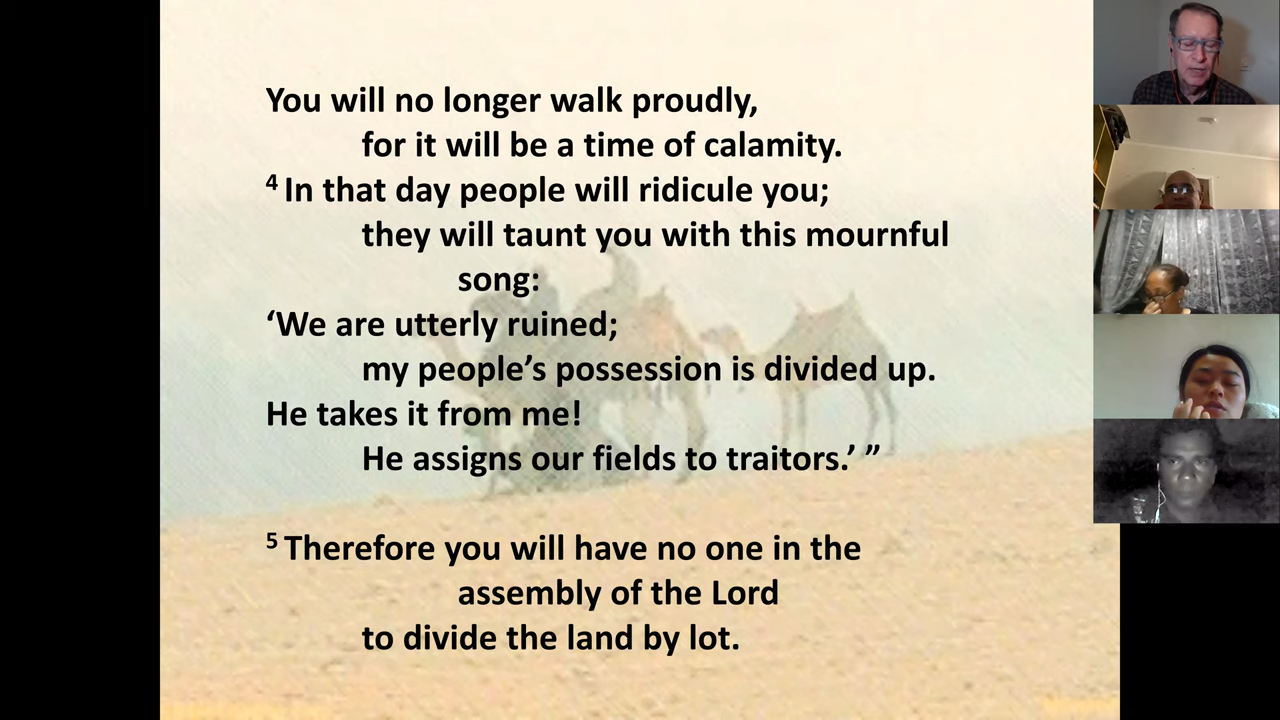 You will no longer walk proudly,
for it will be a time of calamity.
4 In that day people will ridicule you;
they will taunt you with this mournful
song:
‘We are utterly ruined;
my people’s possession is divided up.
He takes it from me!
He assigns our fields to traitors.’ ”
5 Therefore you will have no one in the
assembly of the Lord
to divide the land by lot.